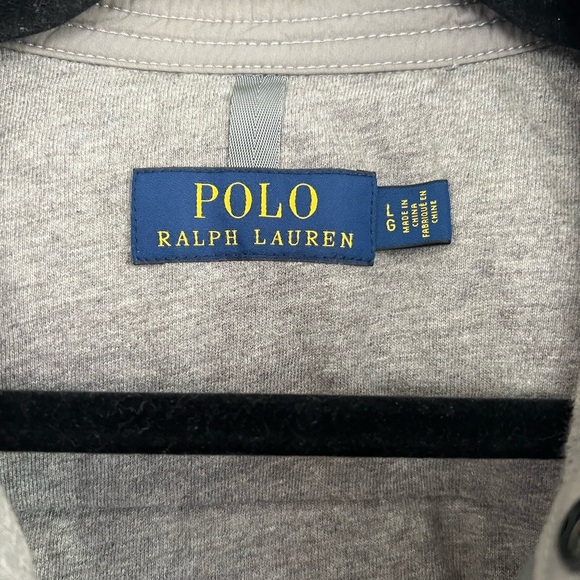 POLO
RALPH LAUREN
L
G
MADE IN
CHINA
FABRIQUÉ EN
CHINE